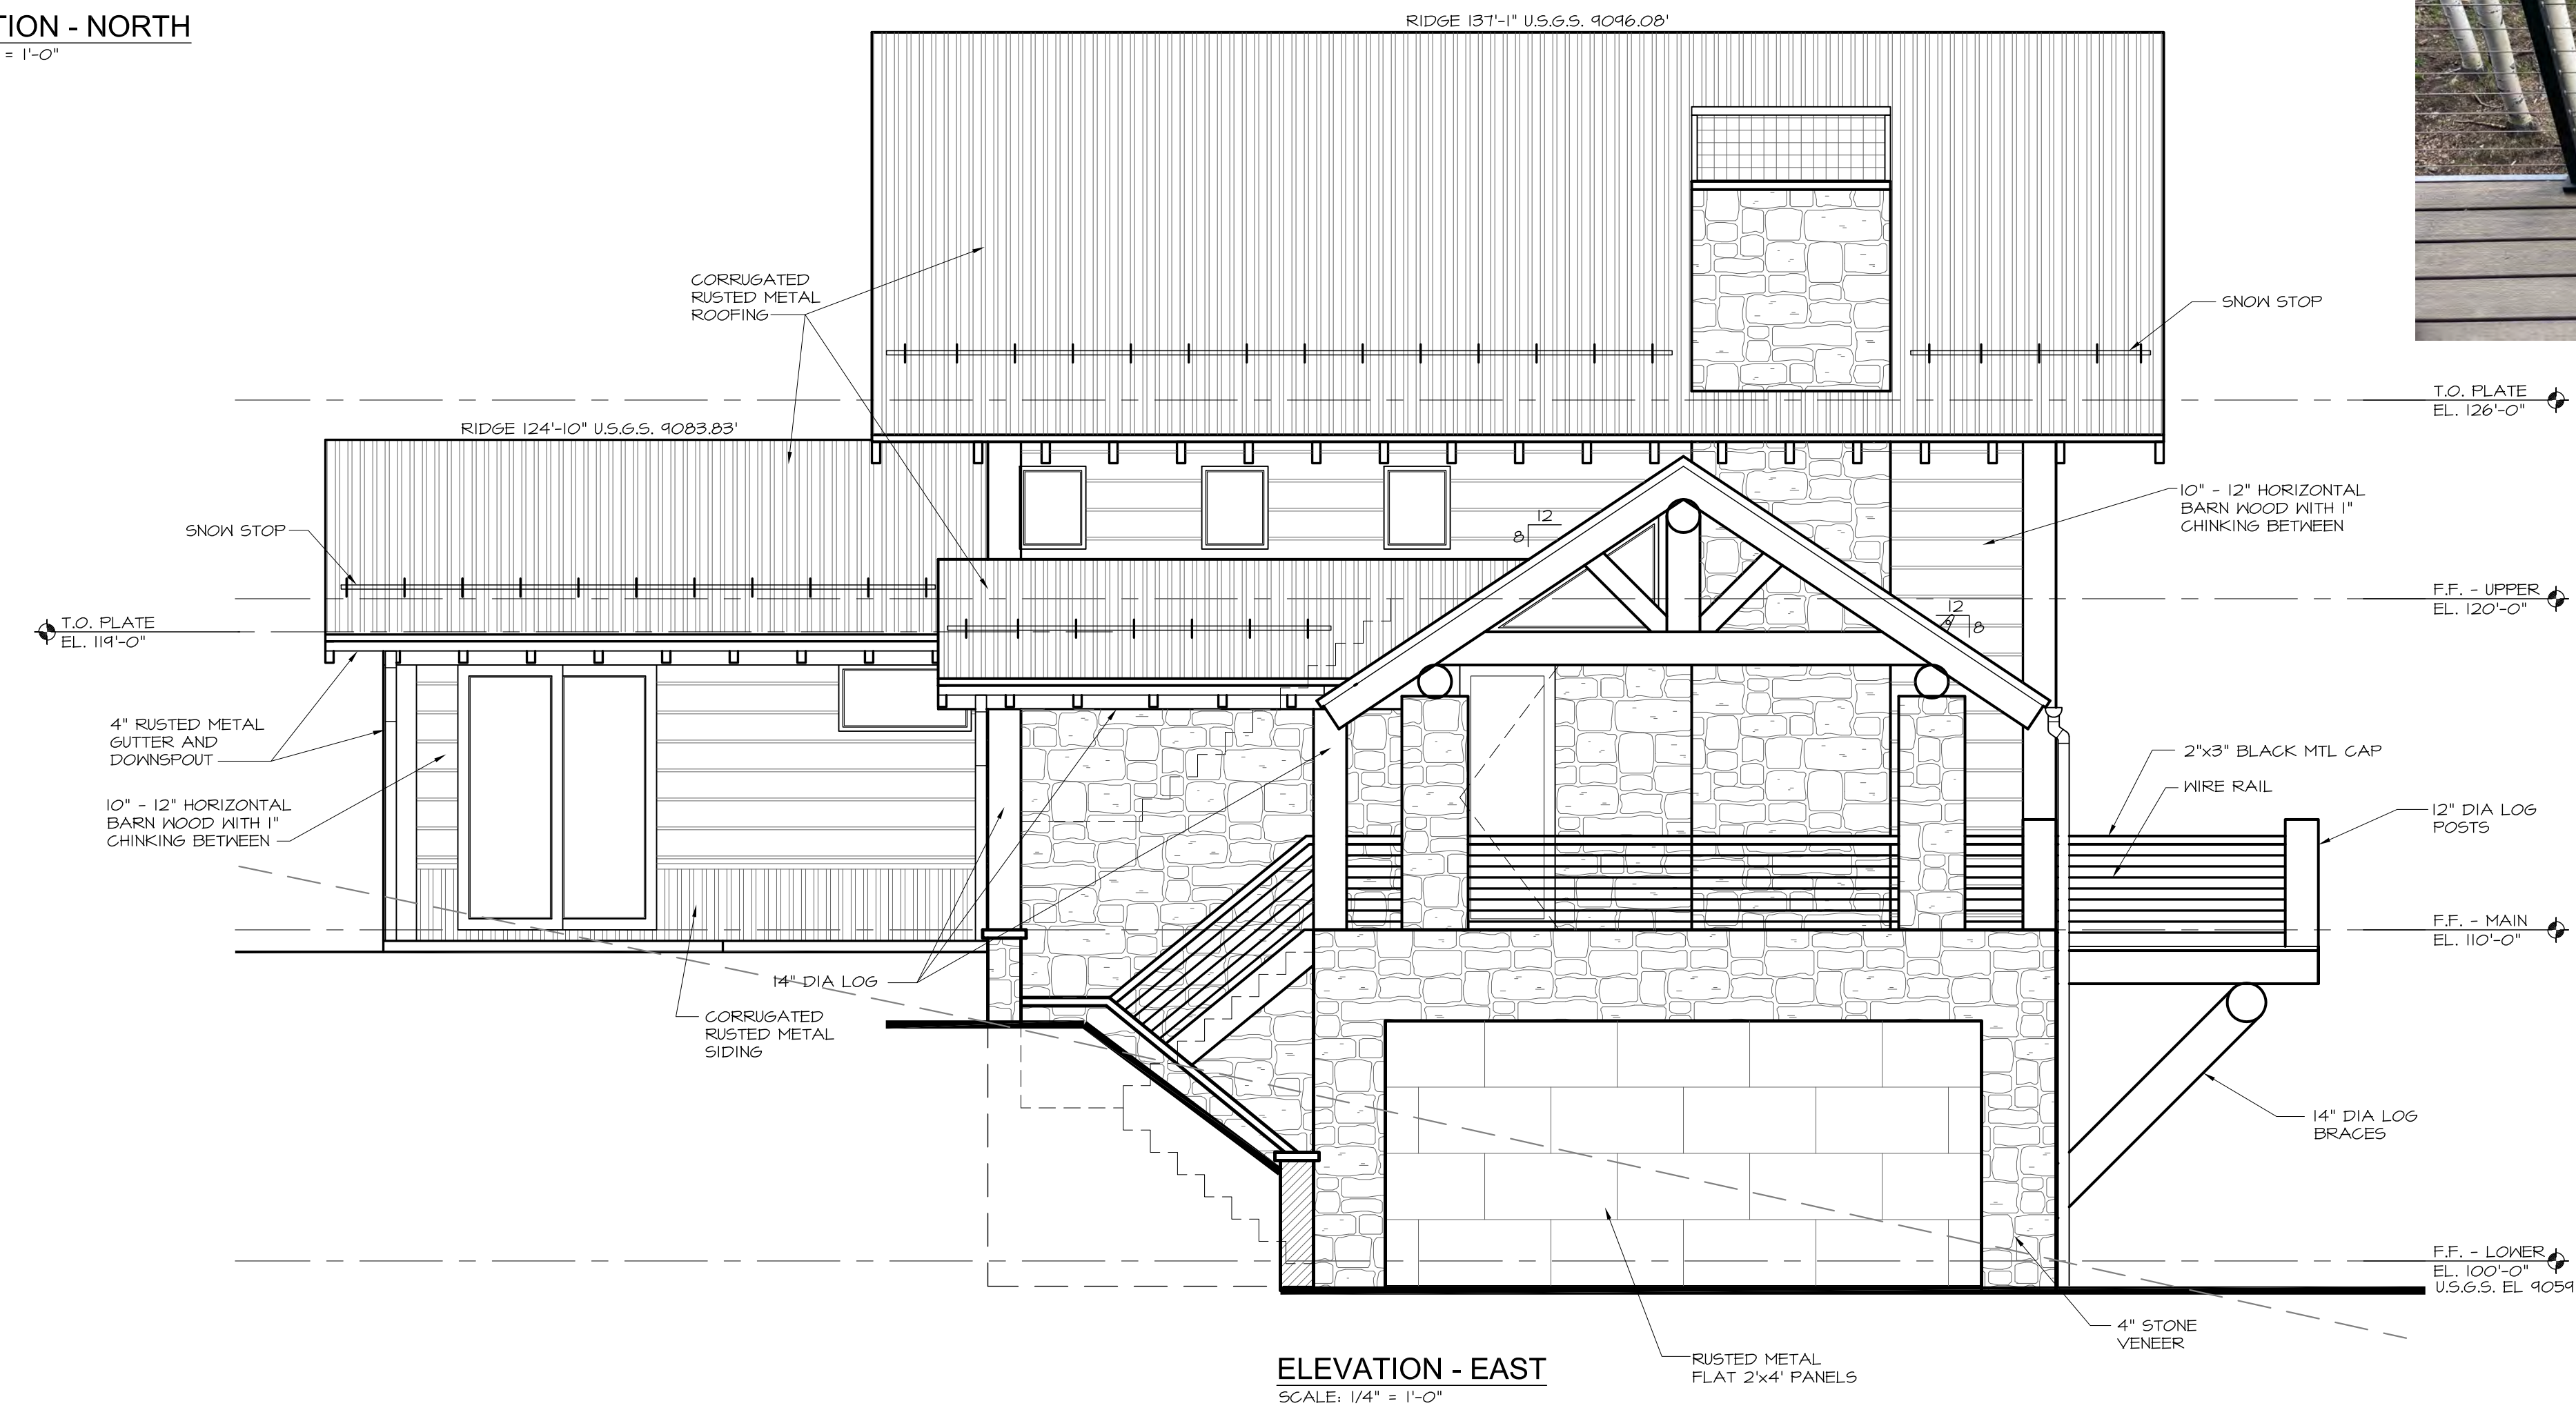 TION - NORTH
= 1'-0"
RIDGE 137'-1" U.S.G.S. 9096.08'
CORRUGATED
RUSTED METAL
ROOFING
SNOW STOP
T.O. PLATE
EL. 126'-0"
RIDGE 124'-10" U.S.G.S. 9083.83'
10" - 12" HORIZONTAL
BARN WOOD WITH 1"
CHINKING BETWEEN
SNOW STOP
12
8
F.F. - UPPER
EL. 120'-0"
12
8
T.O. PLATE
EL. 119'-0"
4" RUSTED METAL
GUTTER AND
DOWNSPOUT
2"x3" BLACK MTL CAP
WIRE RAIL
10" - 12" HORIZONTAL
BARN WOOD WITH 1"
CHINKING BETWEEN
12" DIA LOG
POSTS
F.F. - MAIN
EL. 110'-0"
14" DIA LOG
CORRUGATED
RUSTED METAL
SIDING
14" DIA LOG
BRACES
F.F. - LOWER
EL. 100'-0"
U.S.G.S. EL 9059
4" STONE
VENEER
RUSTED METAL
FLAT 2'x4' PANELS
ELEVATION - EAST
SCALE: 1/4" = 1'-0"